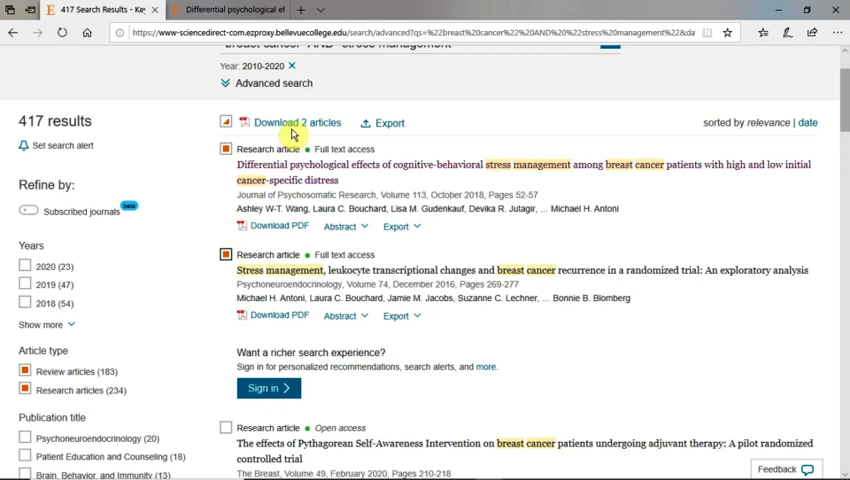 417 Search Results - Key
Differential psychological ef
https://www-sciencedirect-com.ezproxy.bellevuecollege.edu/search/advanced?qs=%22breast%20cancer%22%20AND%20%22stress%20management%22&da
Year: 2010-2020 ×
Advanced search
417 results
Download 2 articles
Export
sorted by relevance | date
Set alert
Research article • Full text access
Differential psychological effects of cognitive-behavioral stress management among breast cancer patients with high and low initial
cancer-specific distress
Journal of Psychosomatic Research, Volume 113, October 2018, Pages 52-57
Ashley W-T. Wang, Laura C. Bouchard, Lisa M. Gudenkauf, Devika R. Jutagir, ... Michael H. Antoni
Download PDF Abstract Export
Refine by:
Subscribed journals beta
Years
2020 (23)
2019 (47)
2018 (54)
Show more
Research article • Full text access
Stress management, leukocyte transcriptional changes and breast cancer recurrence in a randomized trial: An exploratory analysis
Psychoneuroendocrinology, Volume 74, December 2016, Pages 269-277
Michael H. Antoni, Laura C. Bouchard, Jamie M. Jacobs, Suzanne C. Lechner, ... Bonnie B. Blomberg
Download PDF Abstract Export
Article type
Review articles (183)
Research articles (234)
Want a richer search experience?
Sign in for personalized recommendations, search alerts, and more.
Sign in
Publication title
Psychoneuroendocrinology (20)
Patient Education and Counseling (18)
Brain, Behavior, and Immunity (13)
Research article • Open access
The effects of Pythagorean Self-Awareness Intervention on breast cancer patients undergoing adjuvant therapy: A pilot randomized
controlled trial
The Breast, Volume 49, February 2020, Pages 210-218
Feedback